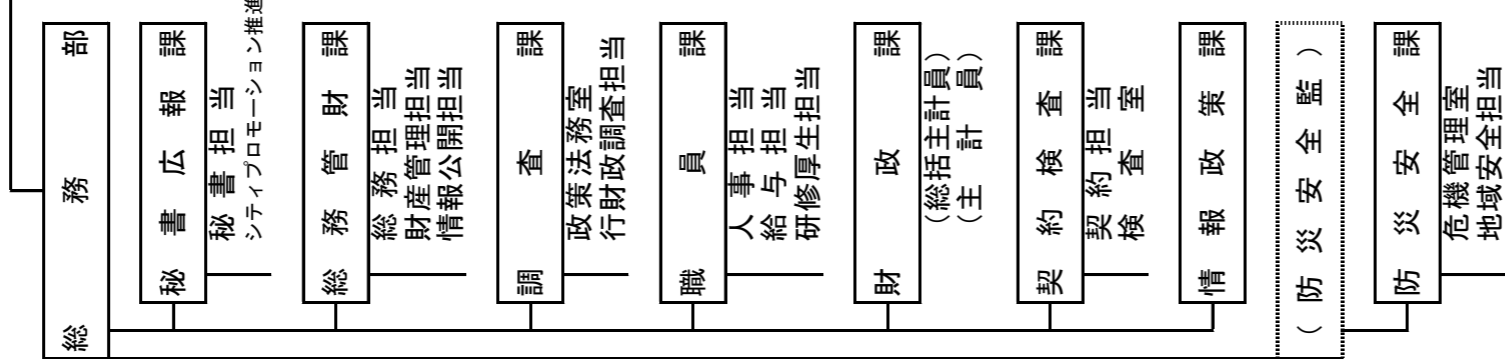 総務部
秘書広報課
秘書担当
シティプロモーション推進
総務管財課
総務担当
財産管理担当
情報公開担当
調査課
政策法務室
行財政調査担当
職員課
人事担当
給与担当
研修厚生担当
財政課
(総括主計員)
(主計員)
契約検査課
契約担当
検査室
情報政策課
(防災安全監)
防災安全課
危機管理室
地域安全担当